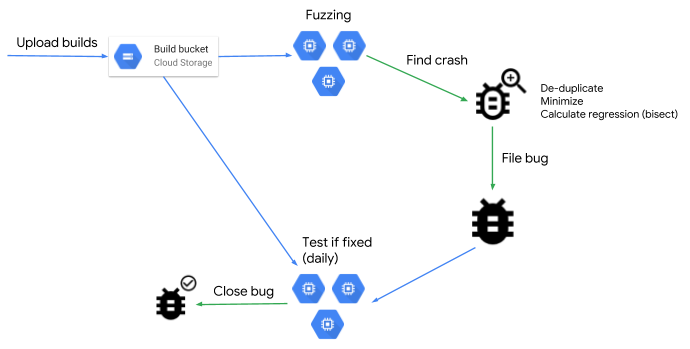 Fuzzing
Upload builds
Build bucket
Cloud Storage
Find crash
De-duplicate
Minimize
Calculate regression (bisect)
File bug
Test if fixed
(daily)
Close bug